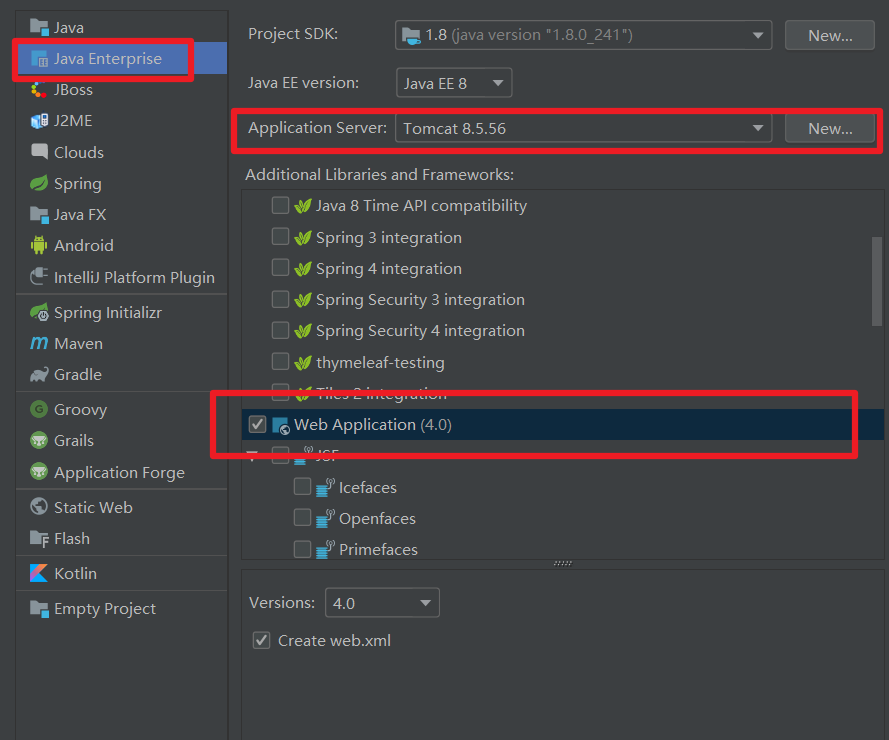 Java
Java Enterprise
JBoss
J2ME
Clouds
Spring
Java FX
Android
IntelliJ Platform Plugin
Spring Initializr
Maven
Gradle
Groovy
Grails
Application Forge
Static Web
Flash
Kotlin
Empty Project
Project SDK: 1.8 (java version "1.8.0_241") New...
Java EE version: Java EE 8
Application Server: Tomcat 8.5.56 New...
Additional Libraries and Frameworks:
Java 8 Time API compatibility
Spring 3 integration
Spring 4 integration
Spring Security 3 integration
Spring Security 4 integration
thymeleaf-testing
Tiles 2 integration
Web Application (4.0)
JSF
Icefaces
Openfaces
Primefaces
Versions: 4.0
Create web.xml